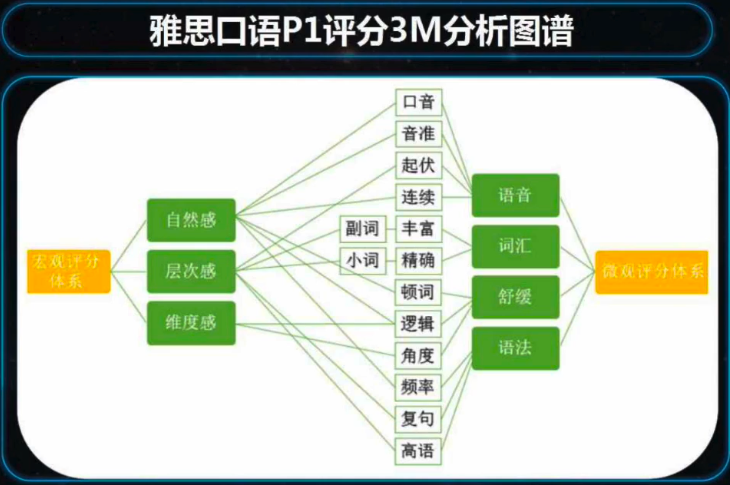 雅思口语P1评分3M分析图谱
口音
音准
起伏
连续
副词 丰富
小词 精确
顿词
逻辑
角度
频率
复句
高语
自然感
层次感
维度感
宏观评分
体系
语音
词汇
舒缓
语法
微观评分体系